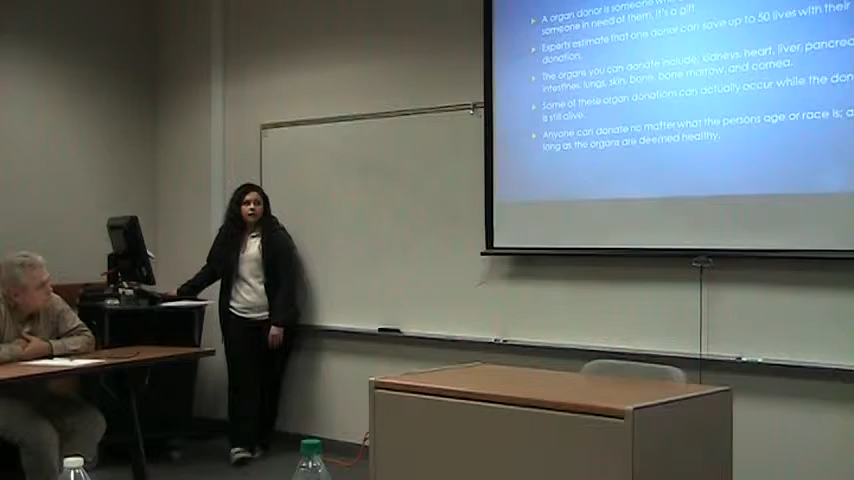 A organ donor is someone who
someone in need of them. It's a gift.
Experts estimate that one donor can save up to 50 lives with their
donation.
The organs you can donate include, kidneys, heart, liver, pancrea
intestines, lungs, skin, bone, bone marrow, and cornea.
Some of these organ donations can actually occur while the don
is still alive.
Anyone can donate no matter what the persons age or race is; a
long as the organs are deemed healthy.